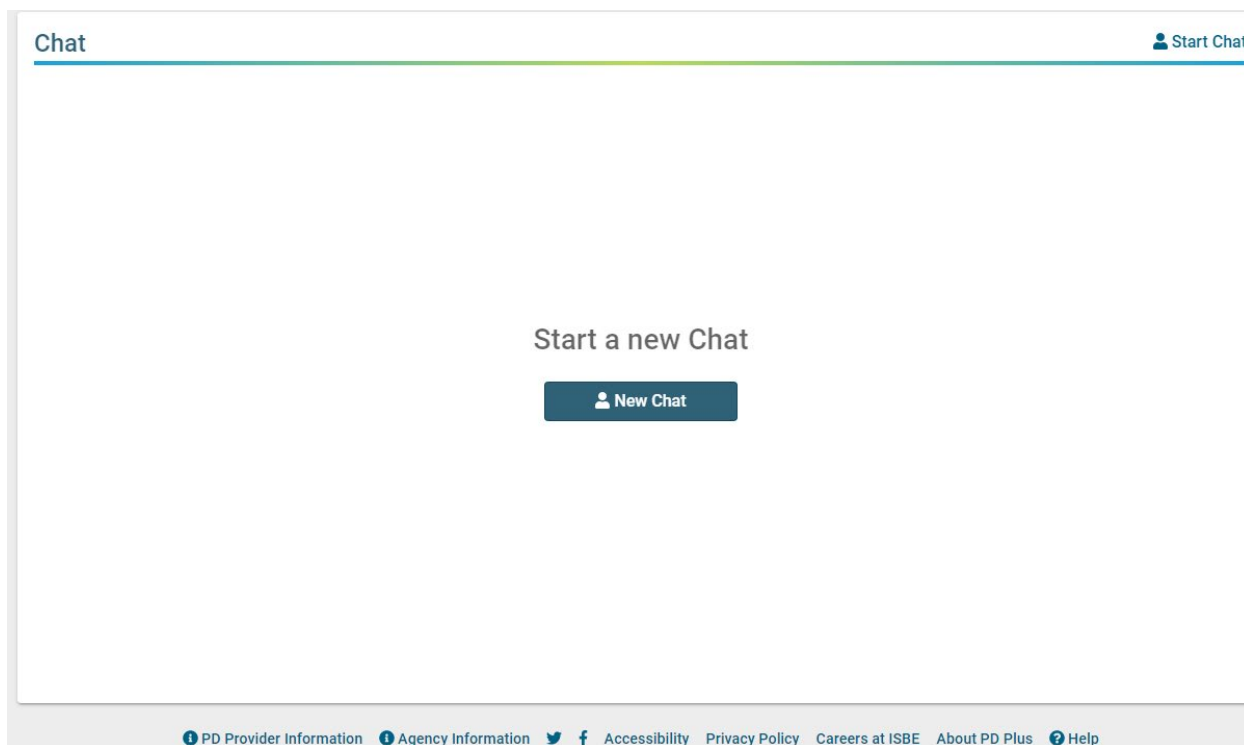 Chat
Start Chat
Start a new Chat
New Chat
PD Provider Information Agency Information Accessibility Privacy Policy Careers at ISBE About PD Plus Help